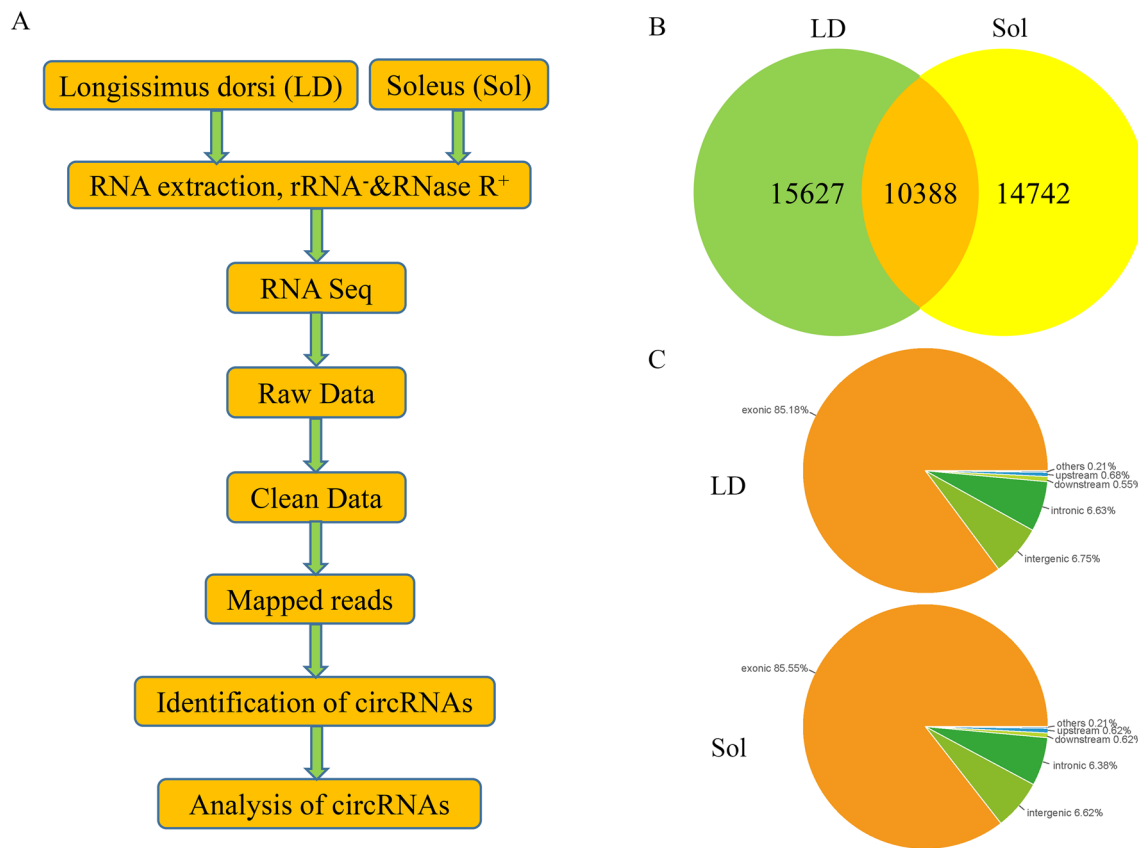 A
Longissimus dorsi (LD)
Soleus (Sol)
RNA extraction, rRNA⁻&RNase R⁺
RNA Seq
Raw Data
Clean Data
Mapped reads
Identification of circRNAs
Analysis of circRNAs
B
LD
Sol
15627
10388
14742
C
LD
exonic 85.18%
others 0.21%
upstream 0.68%
downstream 0.55%
intronic 6.63%
intergenic 6.75%
Sol
exonic 85.55%
others 0.21%
upstream 0.62%
downstream 0.62%
intronic 6.38%
intergenic 6.62%